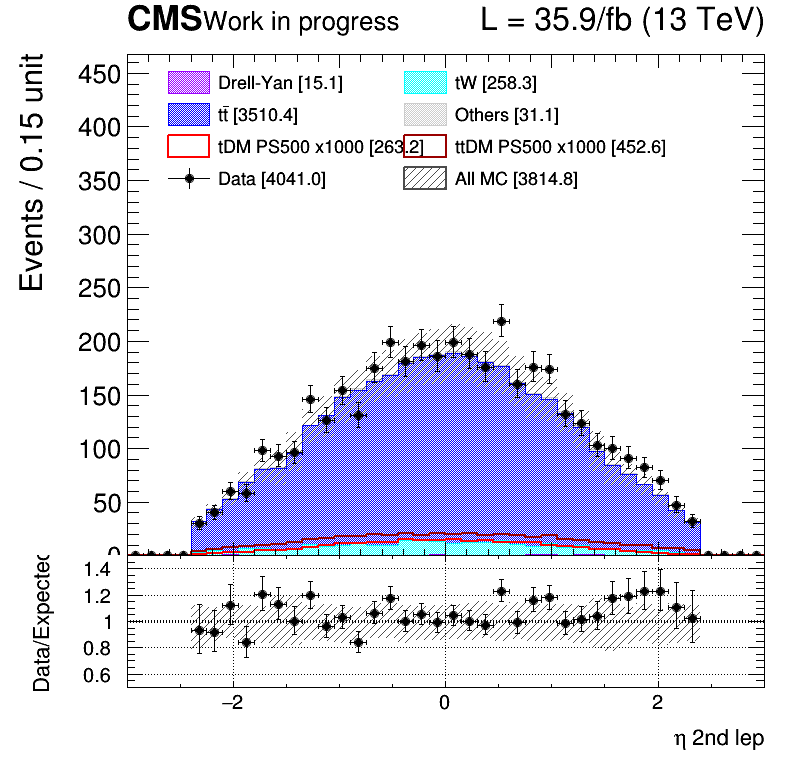 CMS Work in progress L = 35.9/fb (13 TeV)
Events / 0.15 unit
450
400
350
300
250
200
150
100
50
0
Drell-Yan [15.1] tW [258.3]
tt̄ [3510.4] Others [31.1]
tDM PS500 x1000 [263.2] ttDM PS500 x1000 [452.6]
Data [4041.0] All MC [3814.8]
Data/Expected
1.4
1.2
1
0.8
0.6
−2 0 2
η 2nd lep